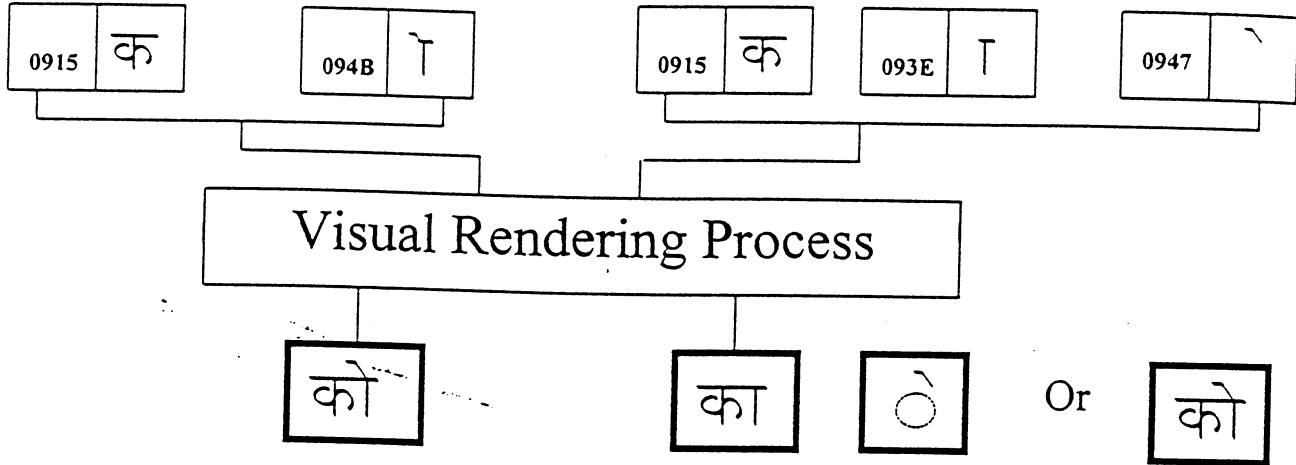 0915 क 094B ो 0915 क 093E ा 0947 े
Visual Rendering Process
को का े Or को